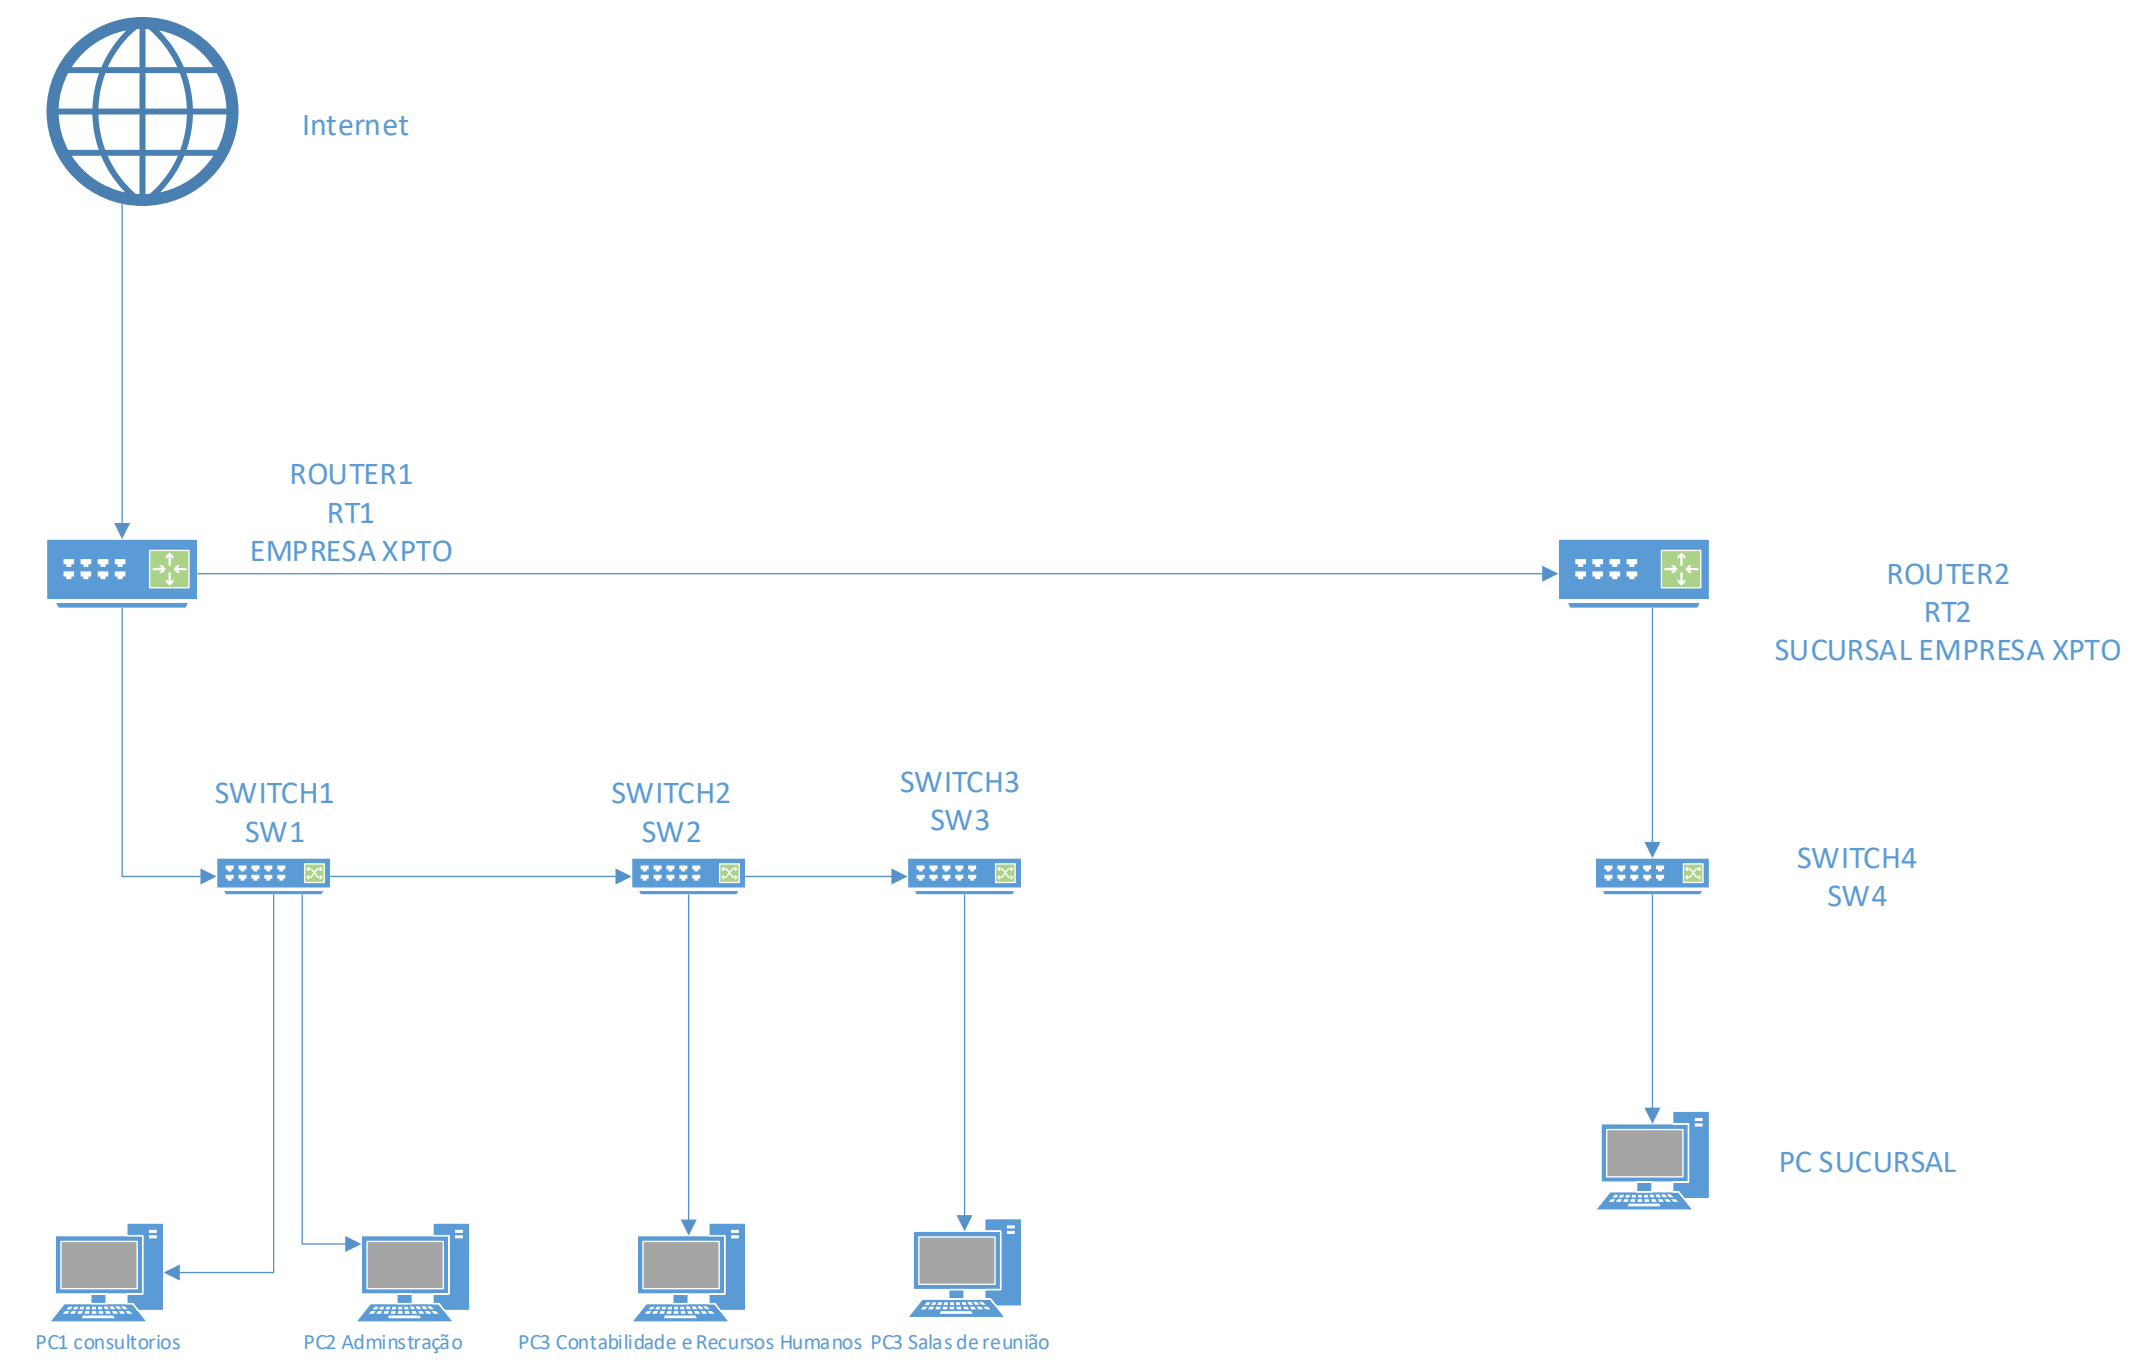 Internet
ROUTER1
RT1
EMPRESA XPTO
ROUTER2
RT2
SUCURSAL EMPRESA XPTO
SWITCH1
SW1
SWITCH2
SW2
SWITCH3
SW3
SWITCH4
SW4
PC SUCURSAL
PC1 consultorios
PC2 Adminstração
PC3 Contabilidade e Recursos Humanos
PC3 Salas de reunião